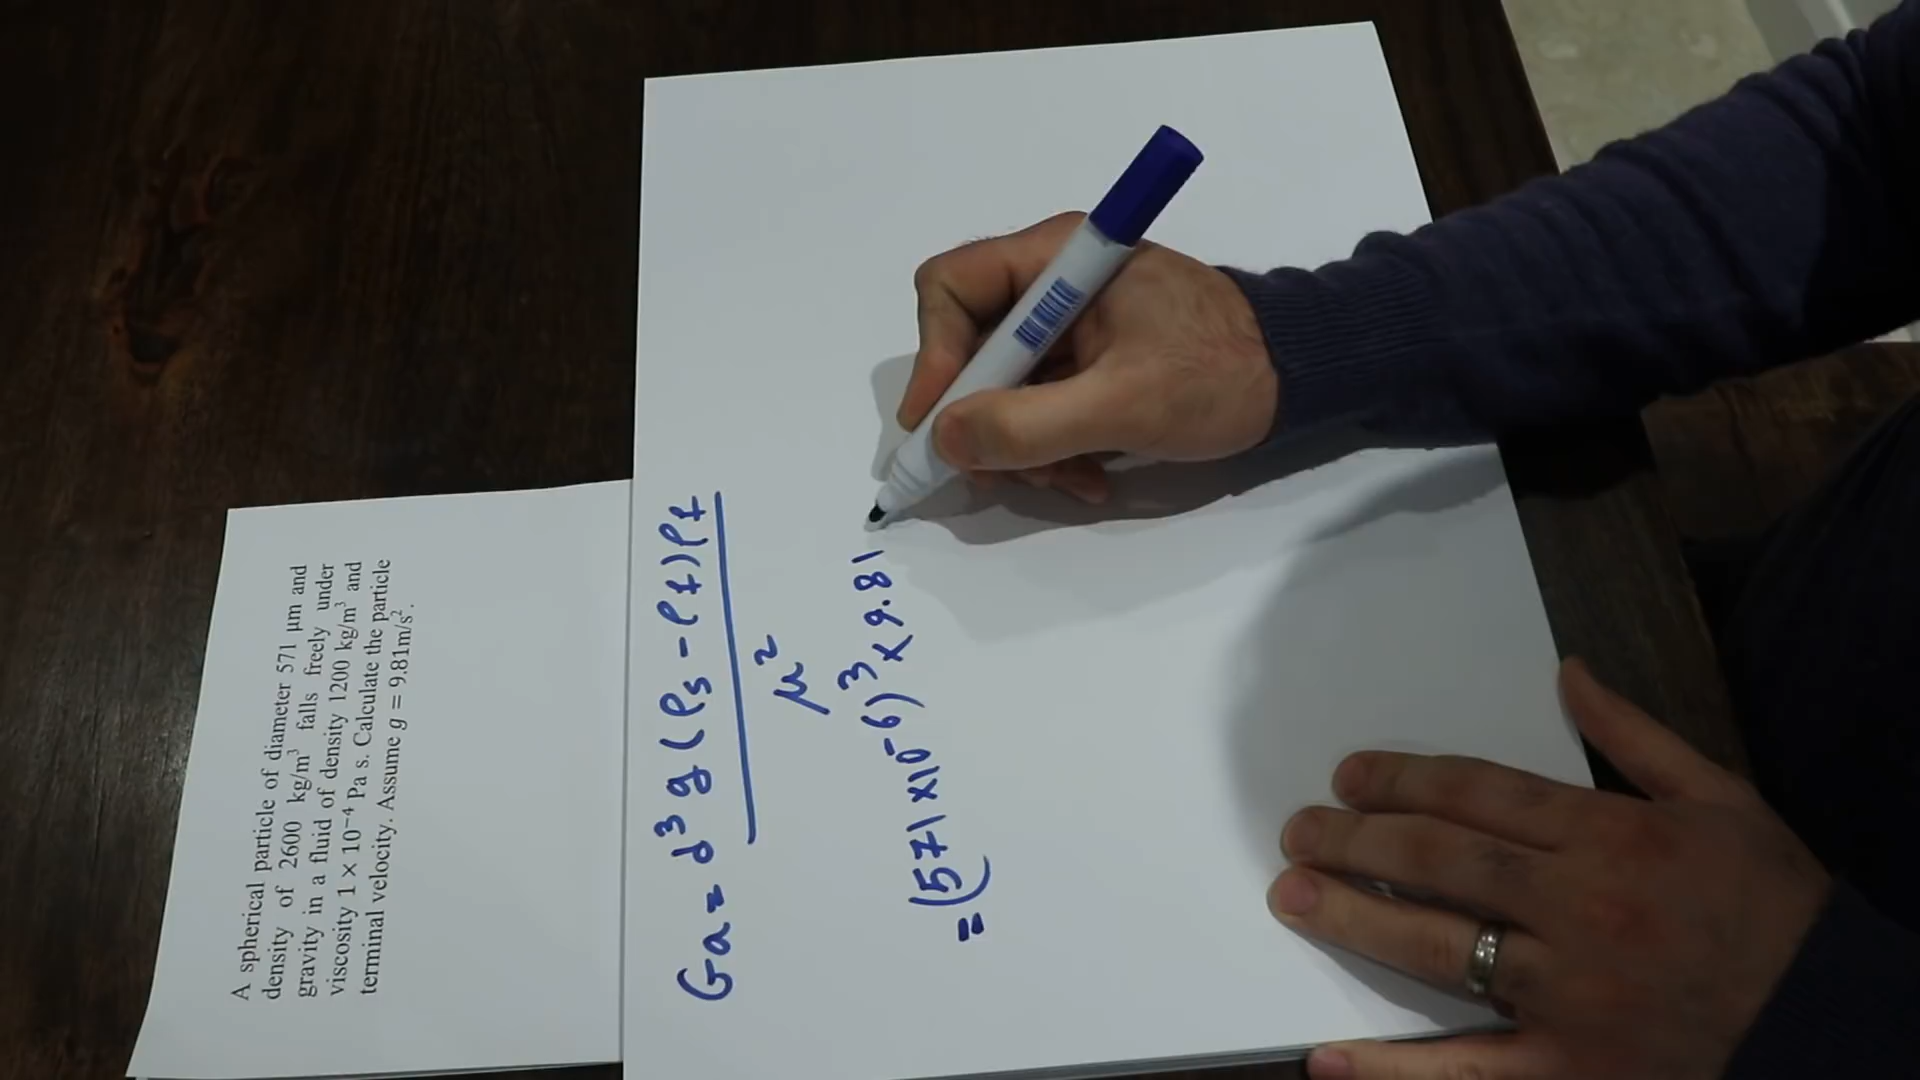 A spherical particle of diameter 571 μm and
density of 2600 kg/m³ falls freely under
gravity in a fluid of density 1200 kg/m³ and
viscosity 1 × 10⁻⁴ Pa s. Calculate the particle
terminal velocity. Assume g = 9.81m/s².
Ga = d³ g (ρs - ρf) ρf
μ²
= (571 x10⁻⁶)³ x 9.81